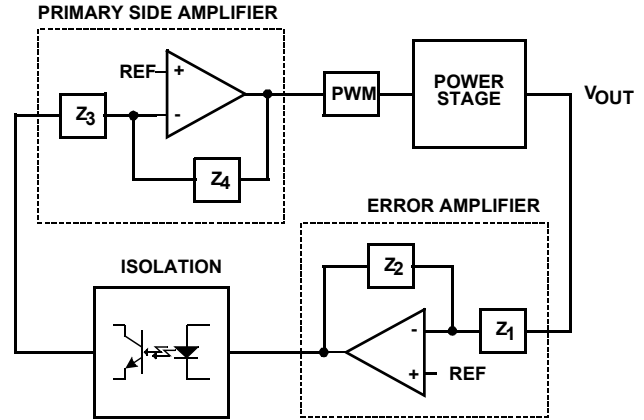 PRIMARY SIDE AMPLIFIER
REF
+
-
Z3
Z4
PWM
POWER
STAGE
VOUT
ERROR AMPLIFIER
ISOLATION
Z2
Z1
-
+
REF